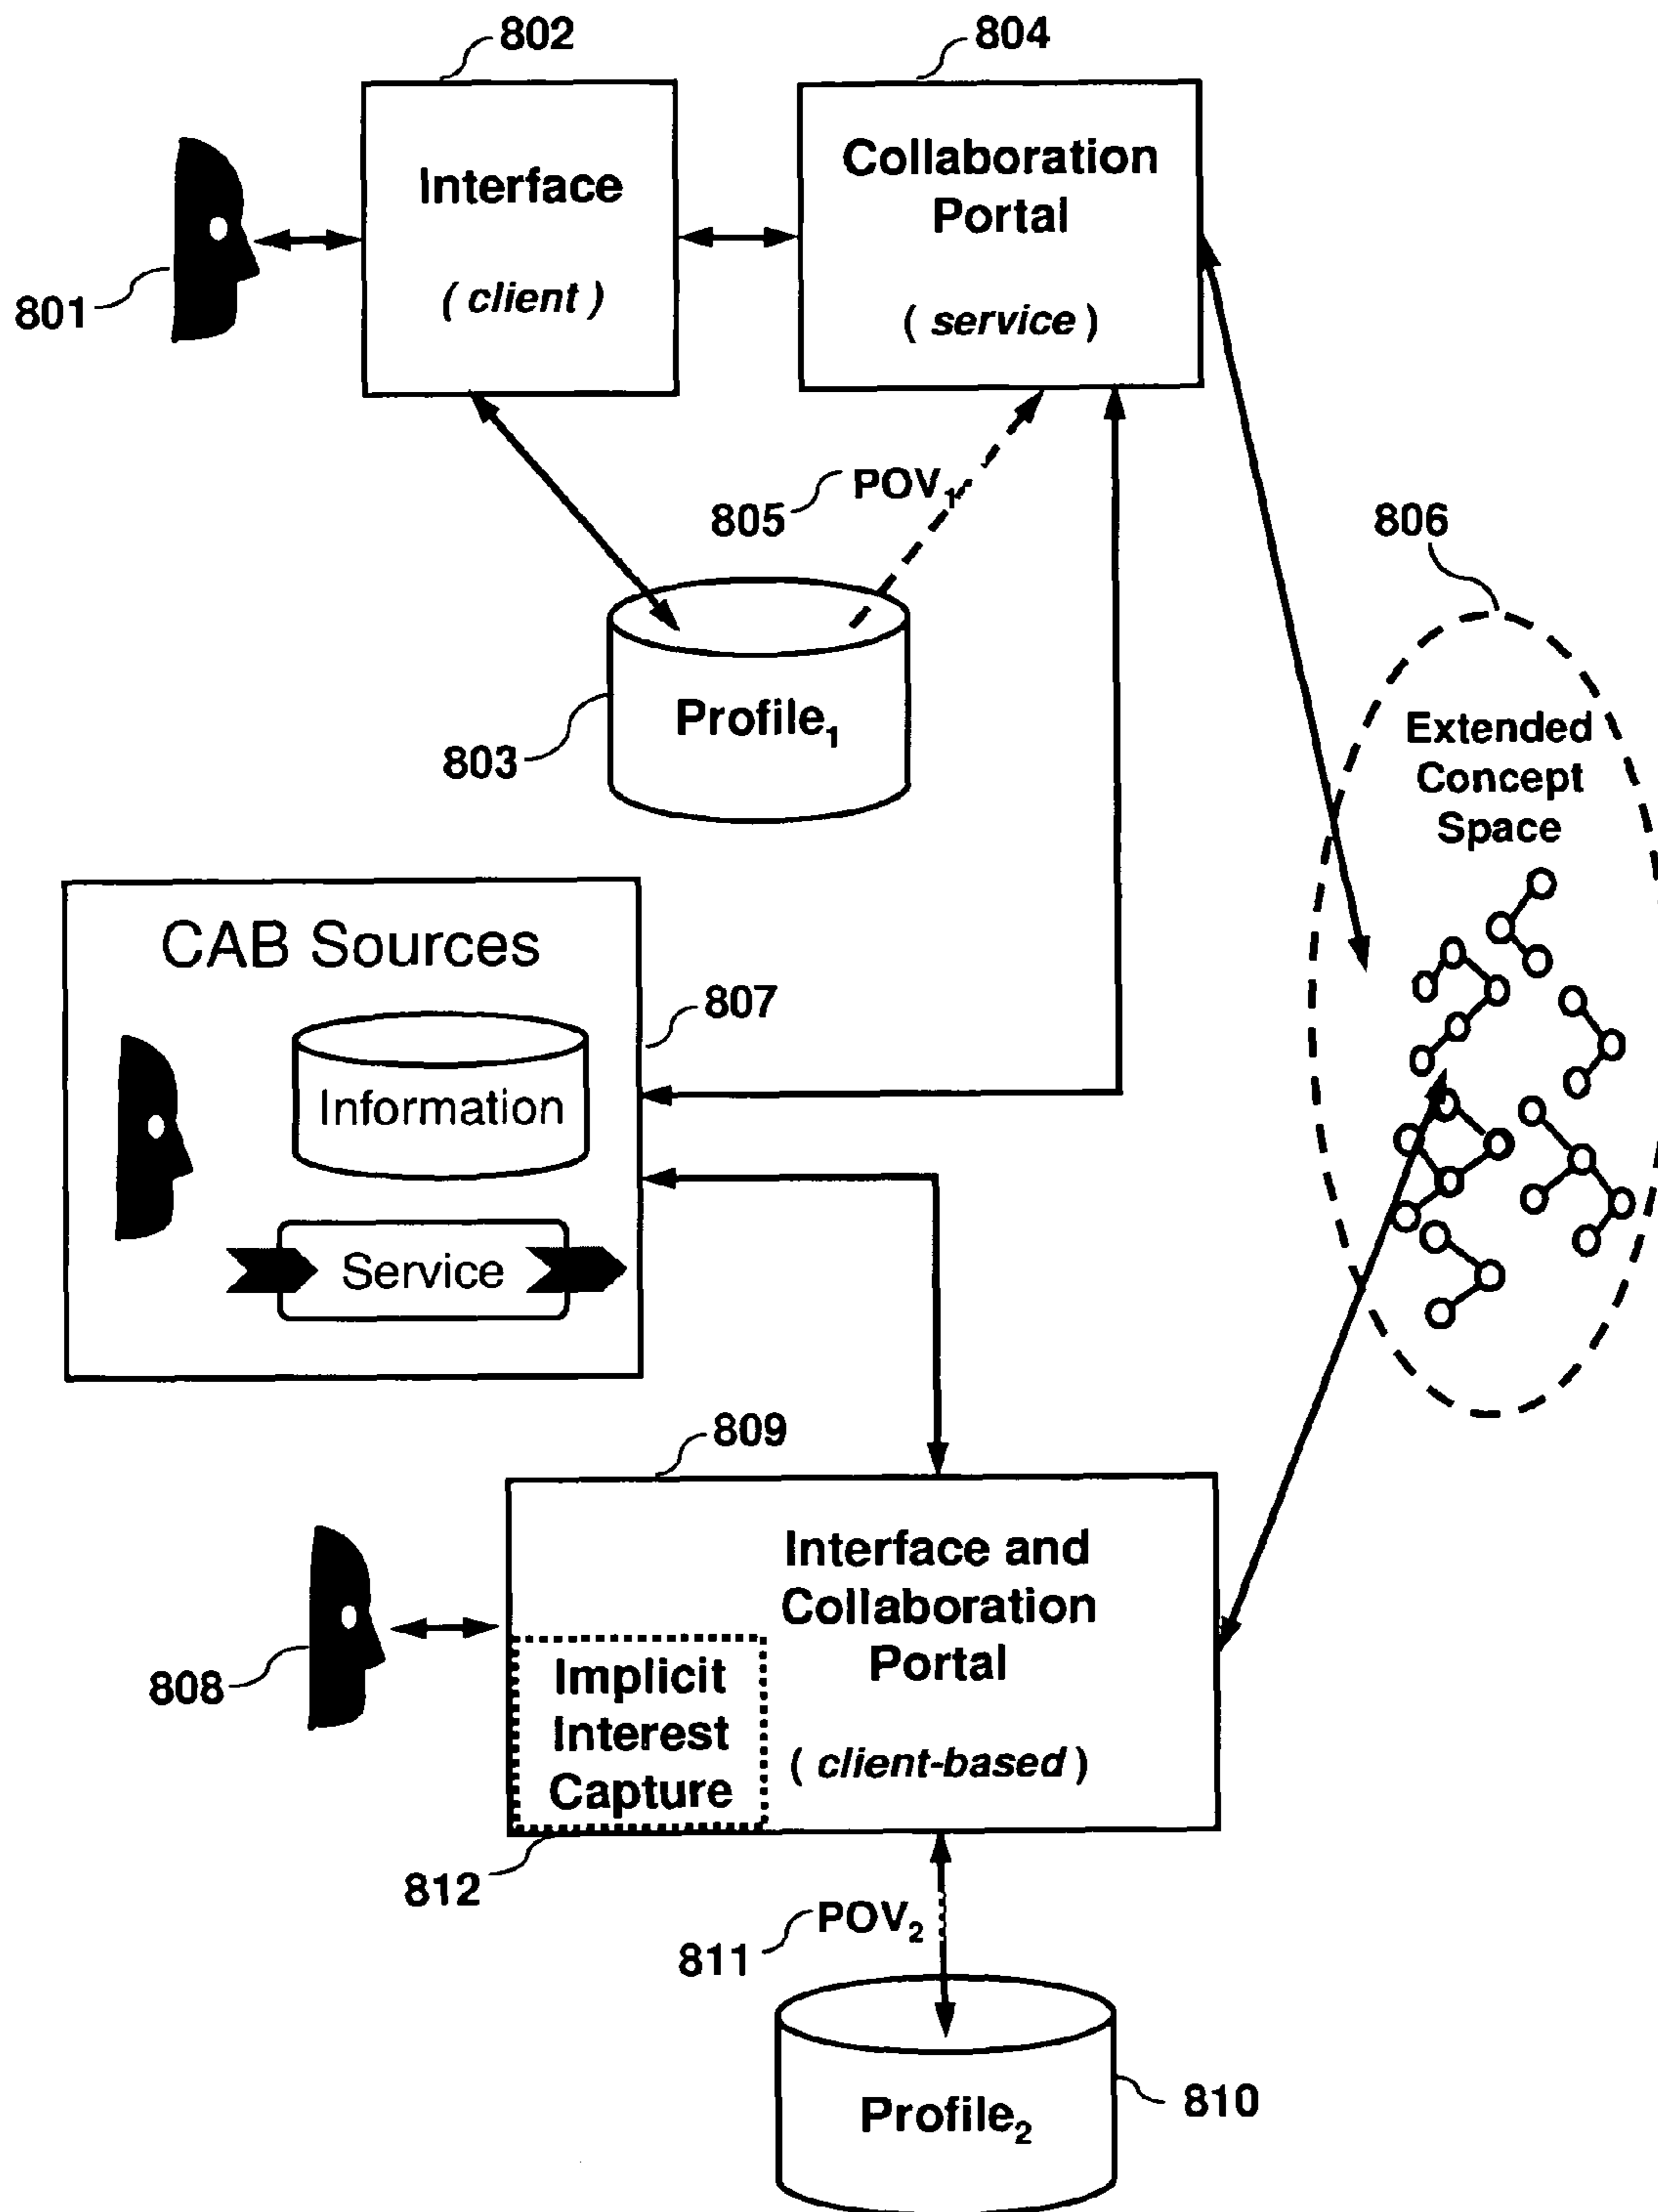 802
804
Interface
( client )
Collaboration
Portal
( service )
801
805
POV1
806
803
Profile1
Extended
Concept
Space
CAB Sources
807
Information
Service
809
Interface and
Collaboration
Portal
( client-based )
808
Implicit
Interest
Capture
812
811
POV2
Profile2
810